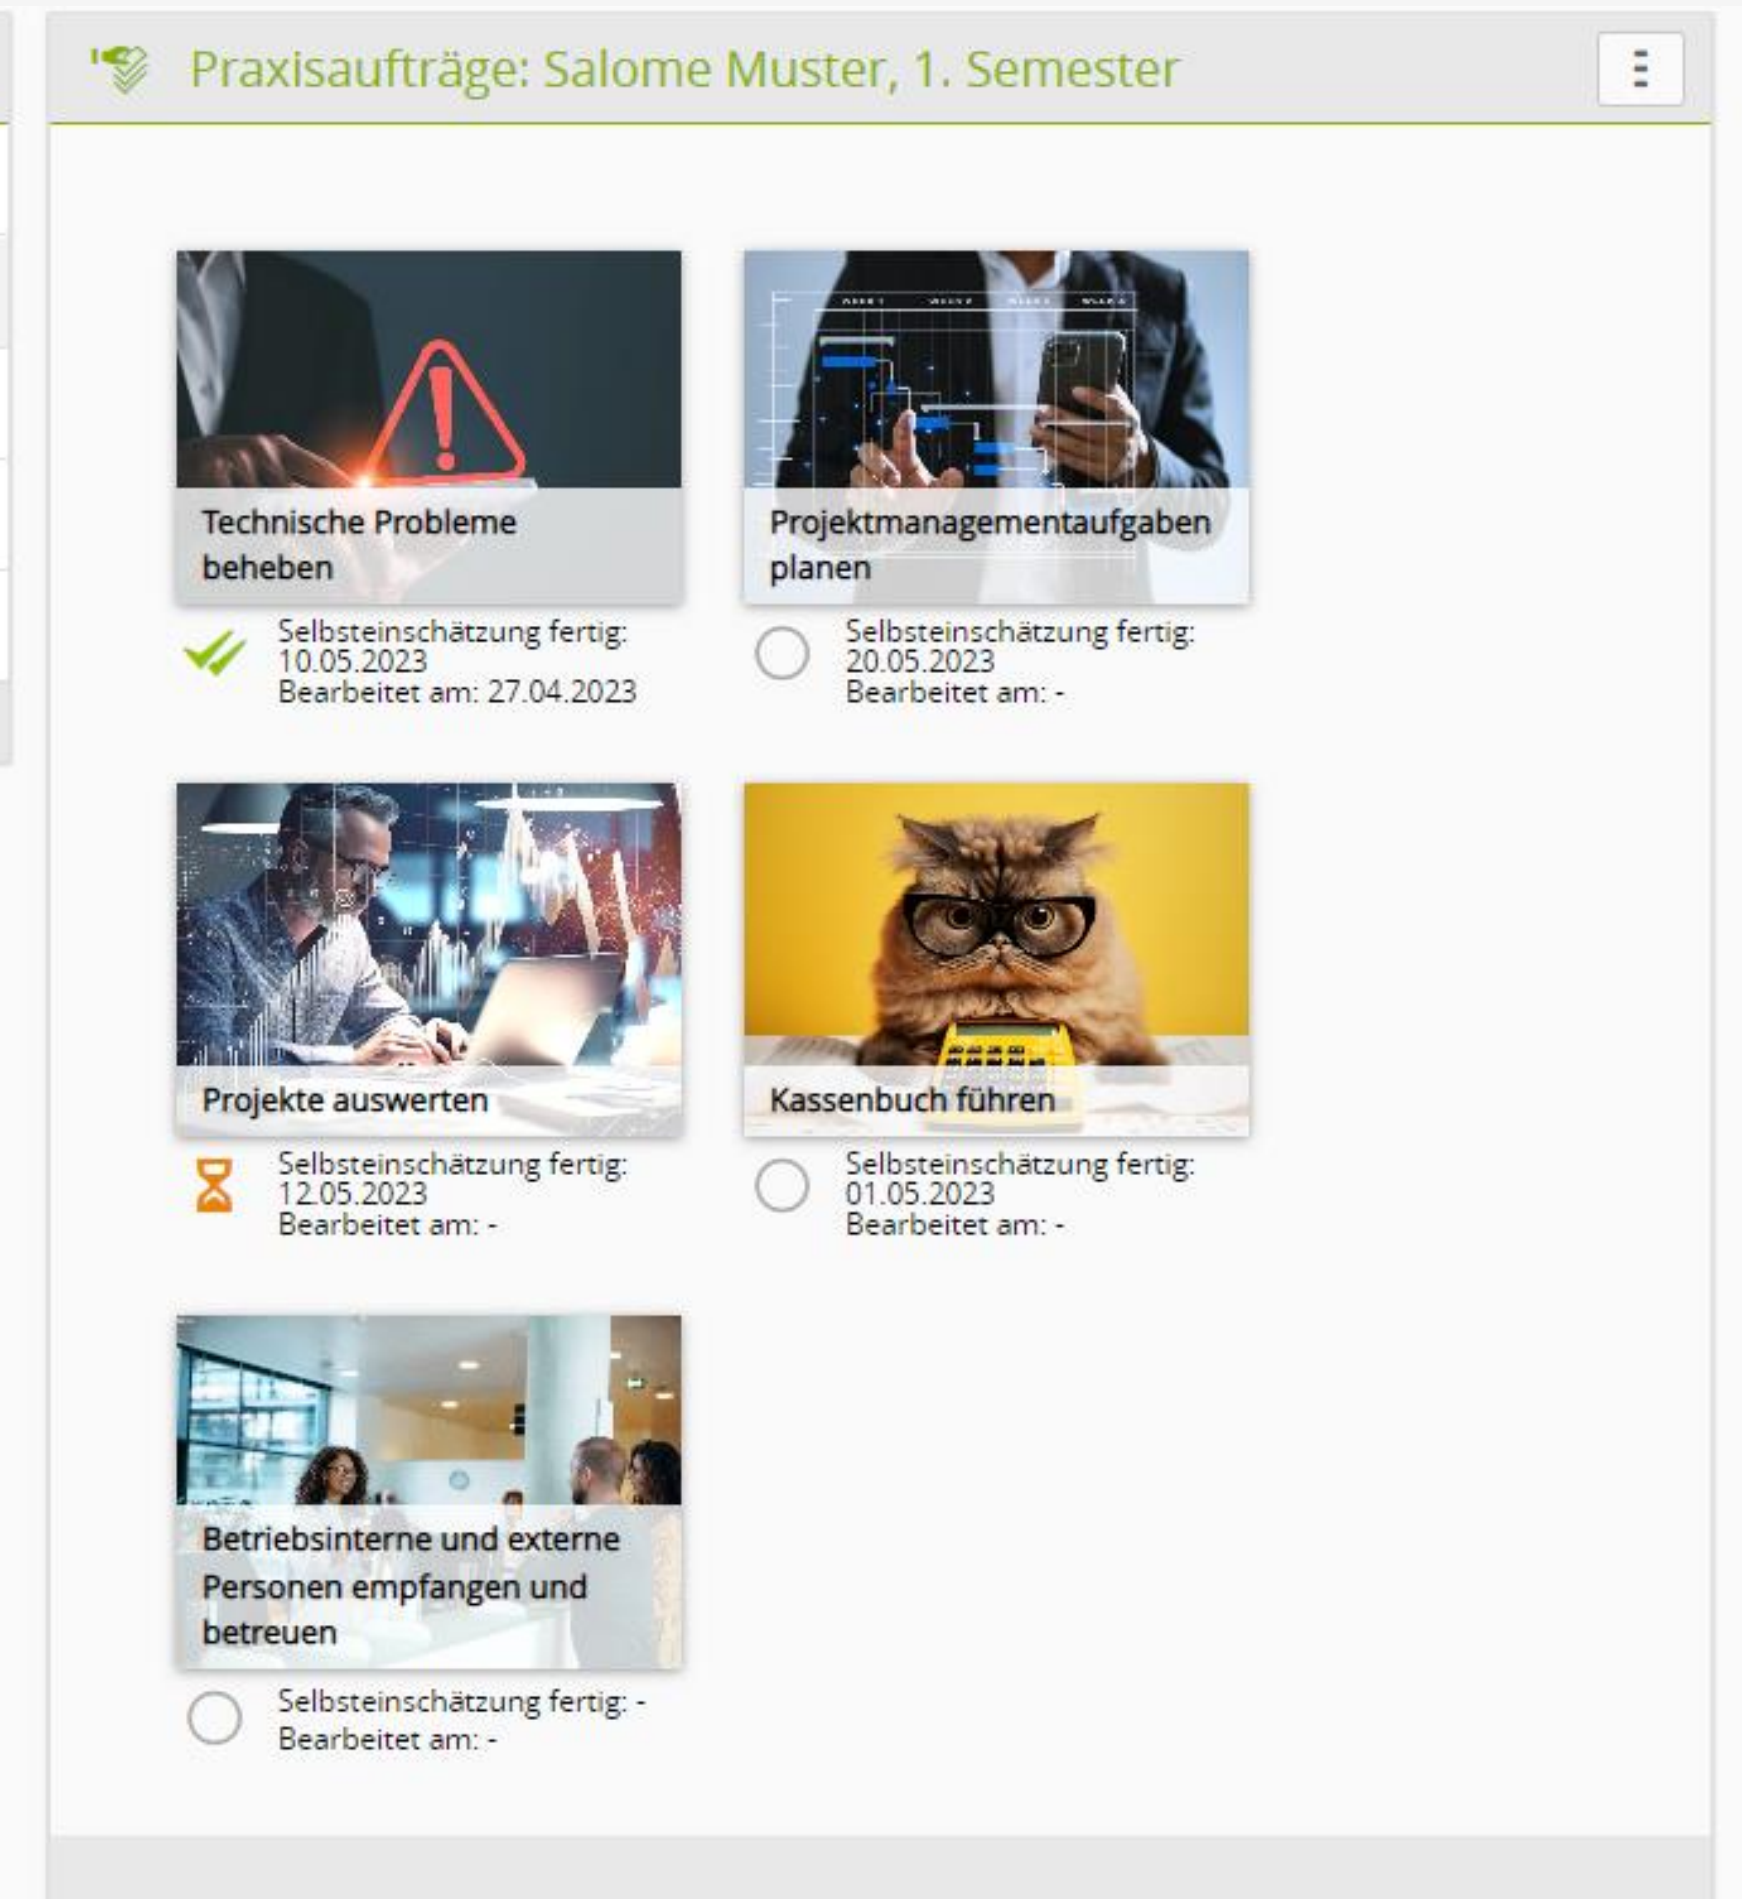 Praxisaufträge: Salome Muster, 1. Semester
Technische Probleme
beheben
Selbsteinschätzung fertig:
10.05.2023
Bearbeitet am: 27.04.2023
Projektmanagementaufgaben
planen
Selbsteinschätzung fertig:
20.05.2023
Bearbeitet am: -
Projekte auswerten
Selbsteinschätzung fertig:
12.05.2023
Bearbeitet am: -
Kassenbuch führen
Selbsteinschätzung fertig:
01.05.2023
Bearbeitet am: -
Betriebsinterne und externe
Personen empfangen und
betreuen
Selbsteinschätzung fertig: -
Bearbeitet am: -